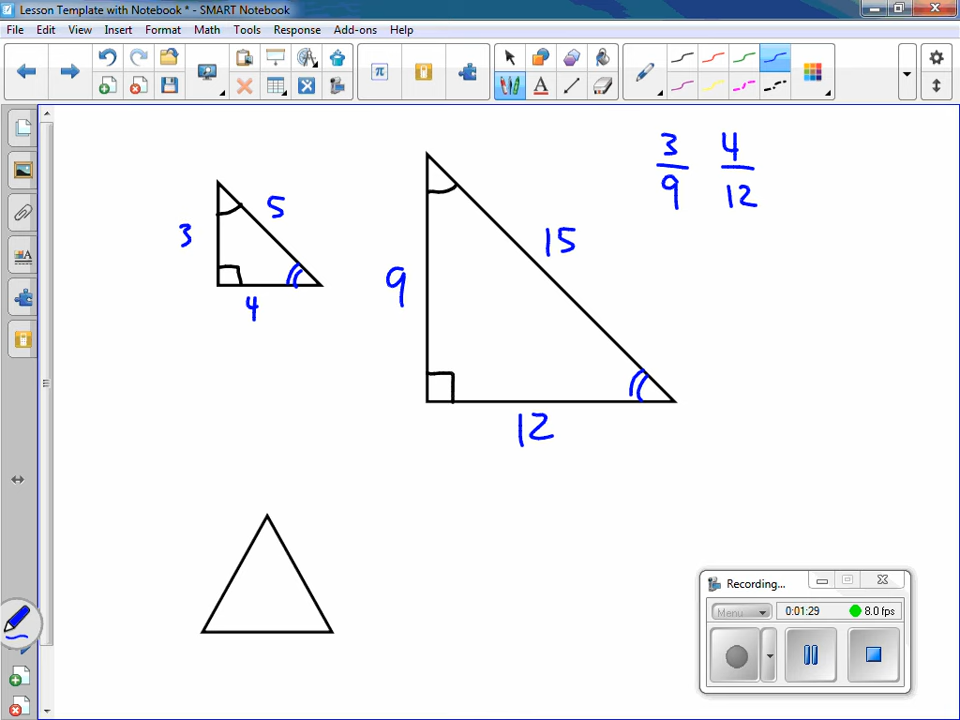 Lesson Template with Notebook * - SMART Notebook
File Edit View Insert Format Math Tools Response Add-ons Help
π
A
A
3
9
4
12
5
3
4
15
9
12
Recording...
Menu
0:01:29
8.0 fps